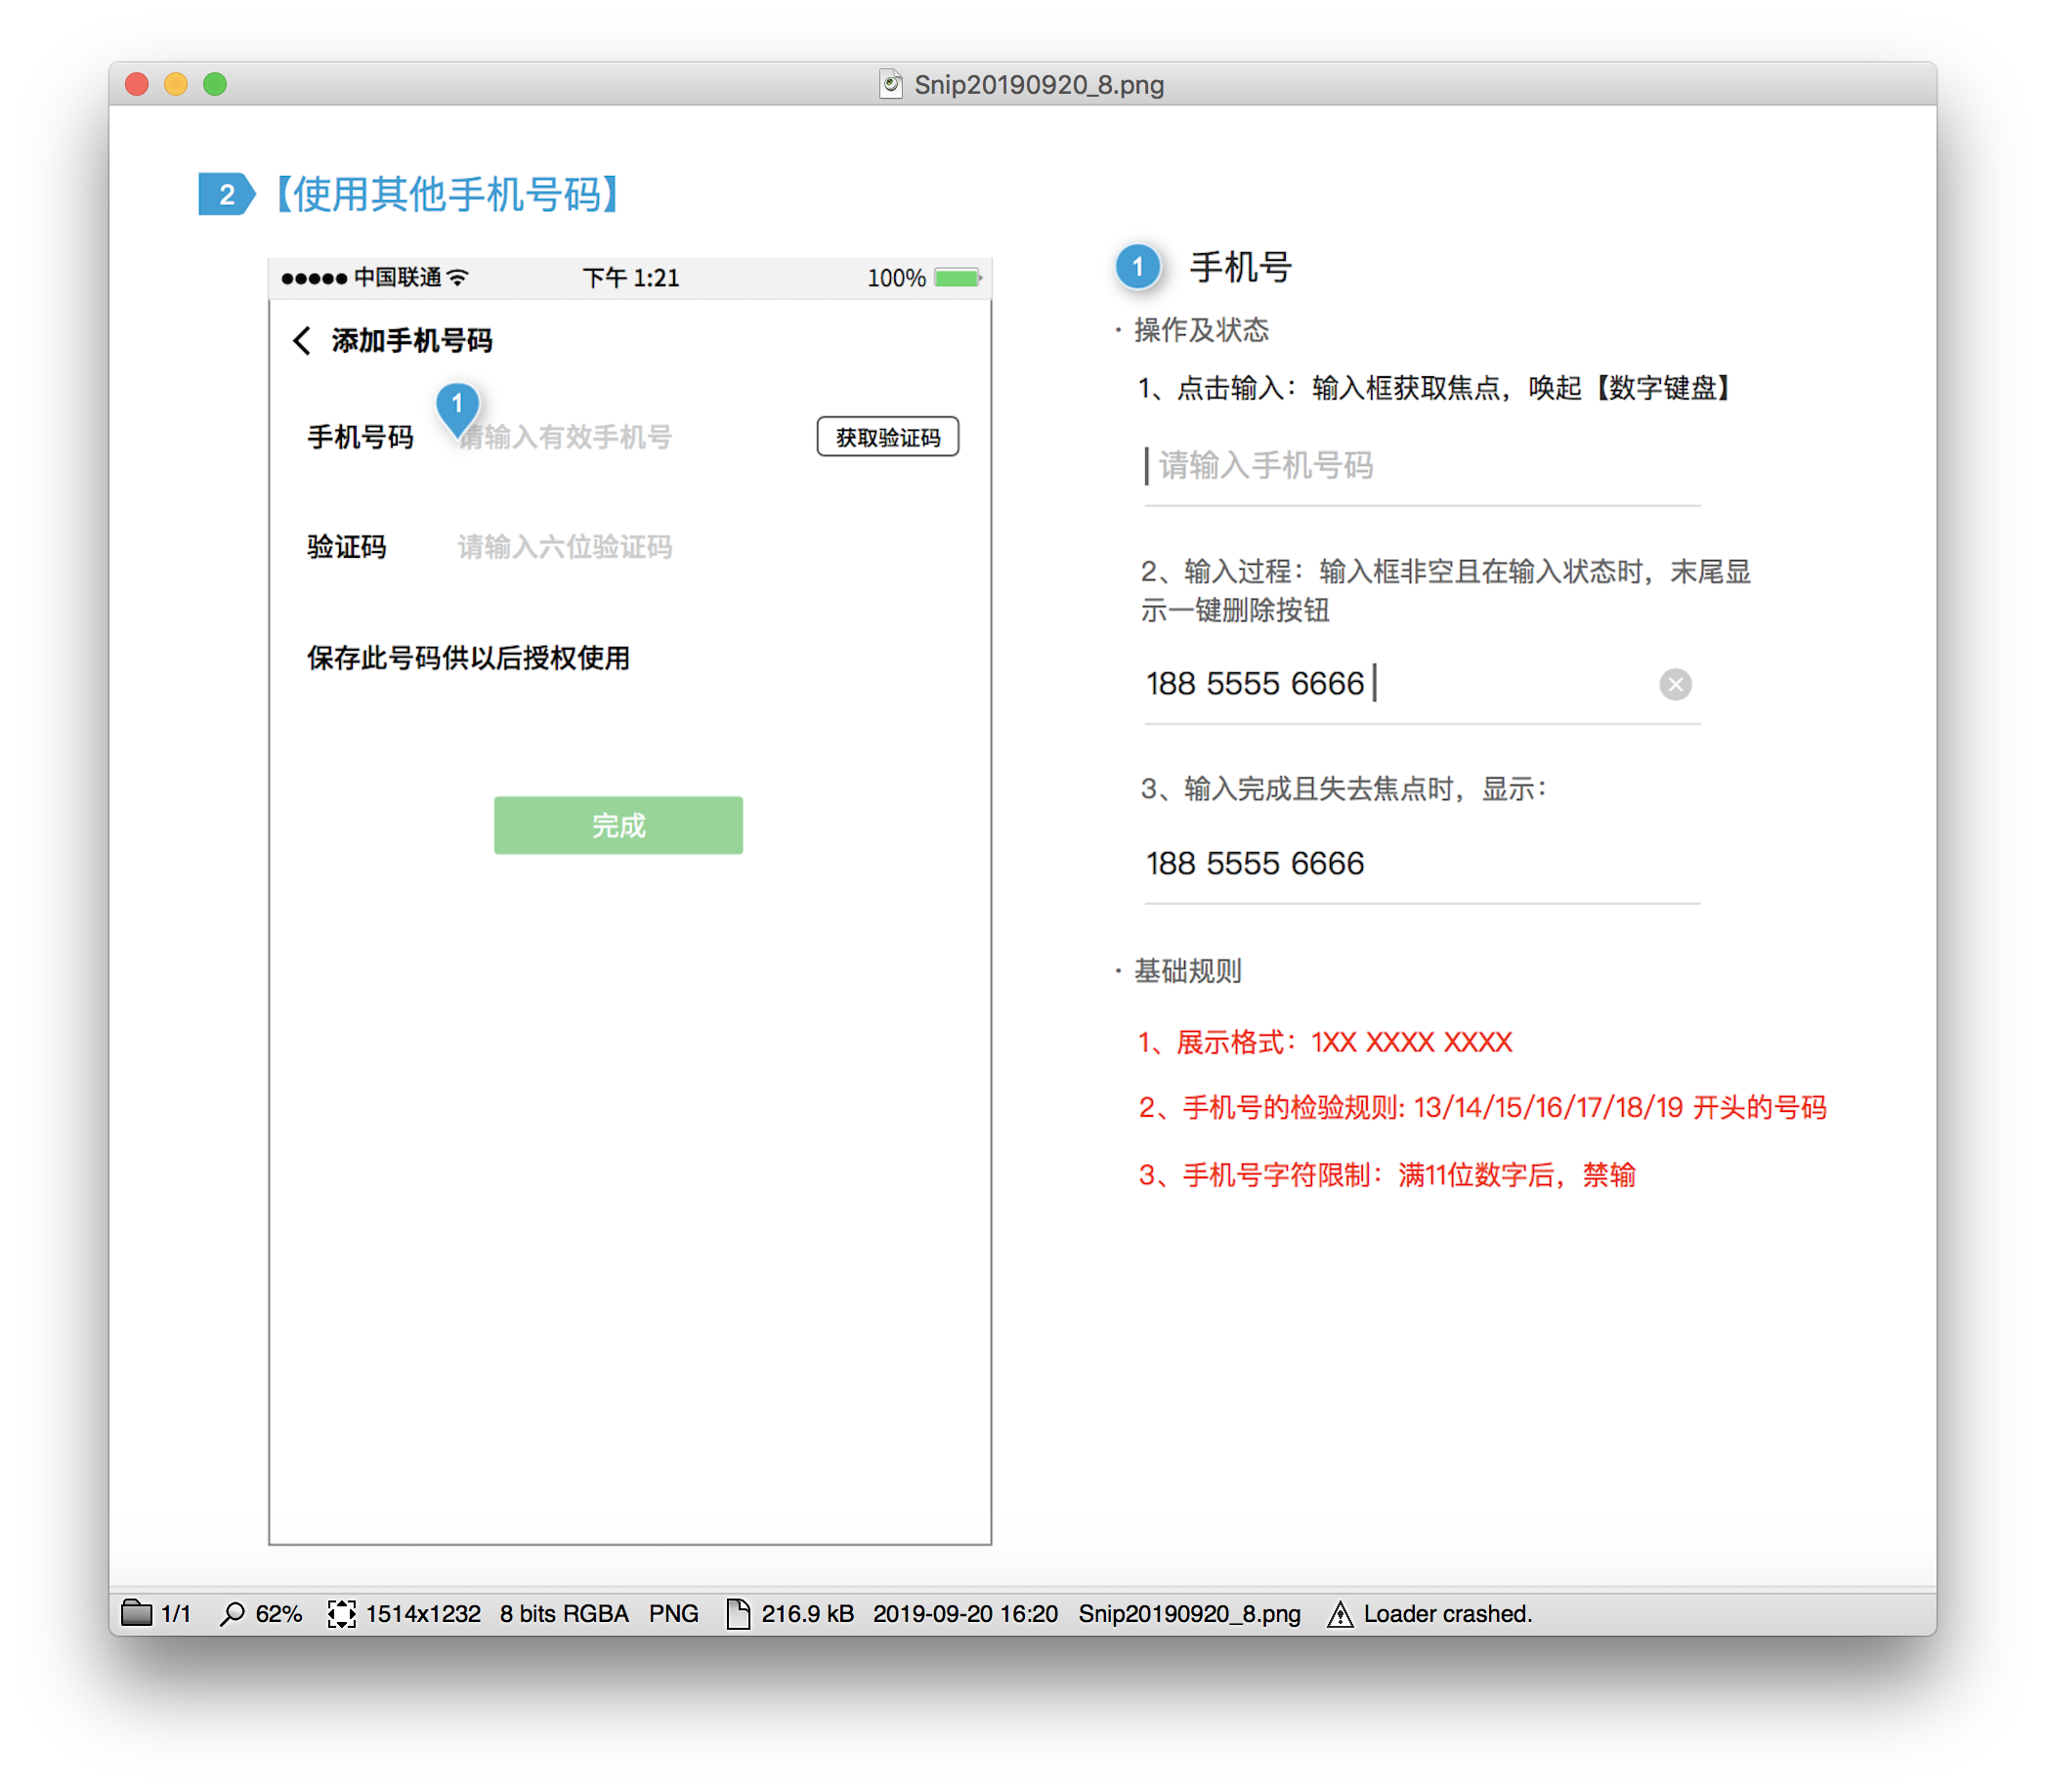 Snip20190920_8.png
2 【使用其他手机号码】
中国联通 下午 1:21 100%
添加手机号码
1
手机号码 请输入有效手机号 获取验证码
验证码 请输入六位验证码
保存此号码供以后授权使用
完成
1 手机号
· 操作及状态
1、点击输入：输入框获取焦点，唤起【数字键盘】
请输入手机号码
2、输入过程：输入框非空且在输入状态时，末尾显
示一键删除按钮
188 5555 6666
3、输入完成且失去焦点时，显示：
188 5555 6666
· 基础规则
1、展示格式：1XX XXXX XXXX
2、手机号的检验规则: 13/14/15/16/17/18/19 开头的号码
3、手机号字符限制：满11位数字后，禁输
1/1 62% 1514x1232 8 bits RGBA PNG 216.9 kB 2019-09-20 16:20 Snip20190920_8.png Loader crashed.